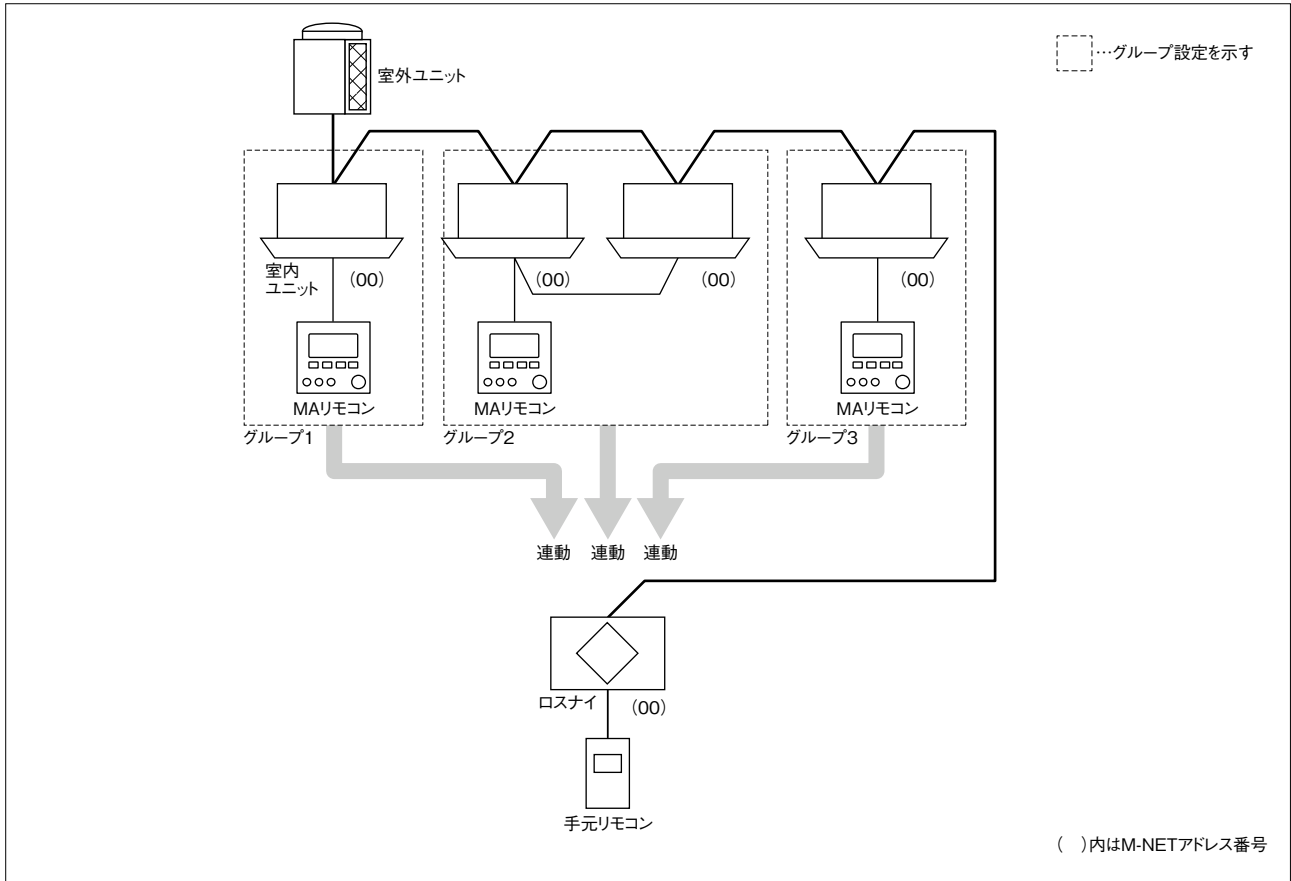 …グループ設定を示す
室外ユニット
室内
ユニット
(00)
(00)
(00)
(00)
MAリモコン
MAリモコン
MAリモコン
グループ1
グループ2
グループ3
連動
連動
連動
ロスナイ
(00)
手元リモコン
(　)内はM-NETアドレス番号